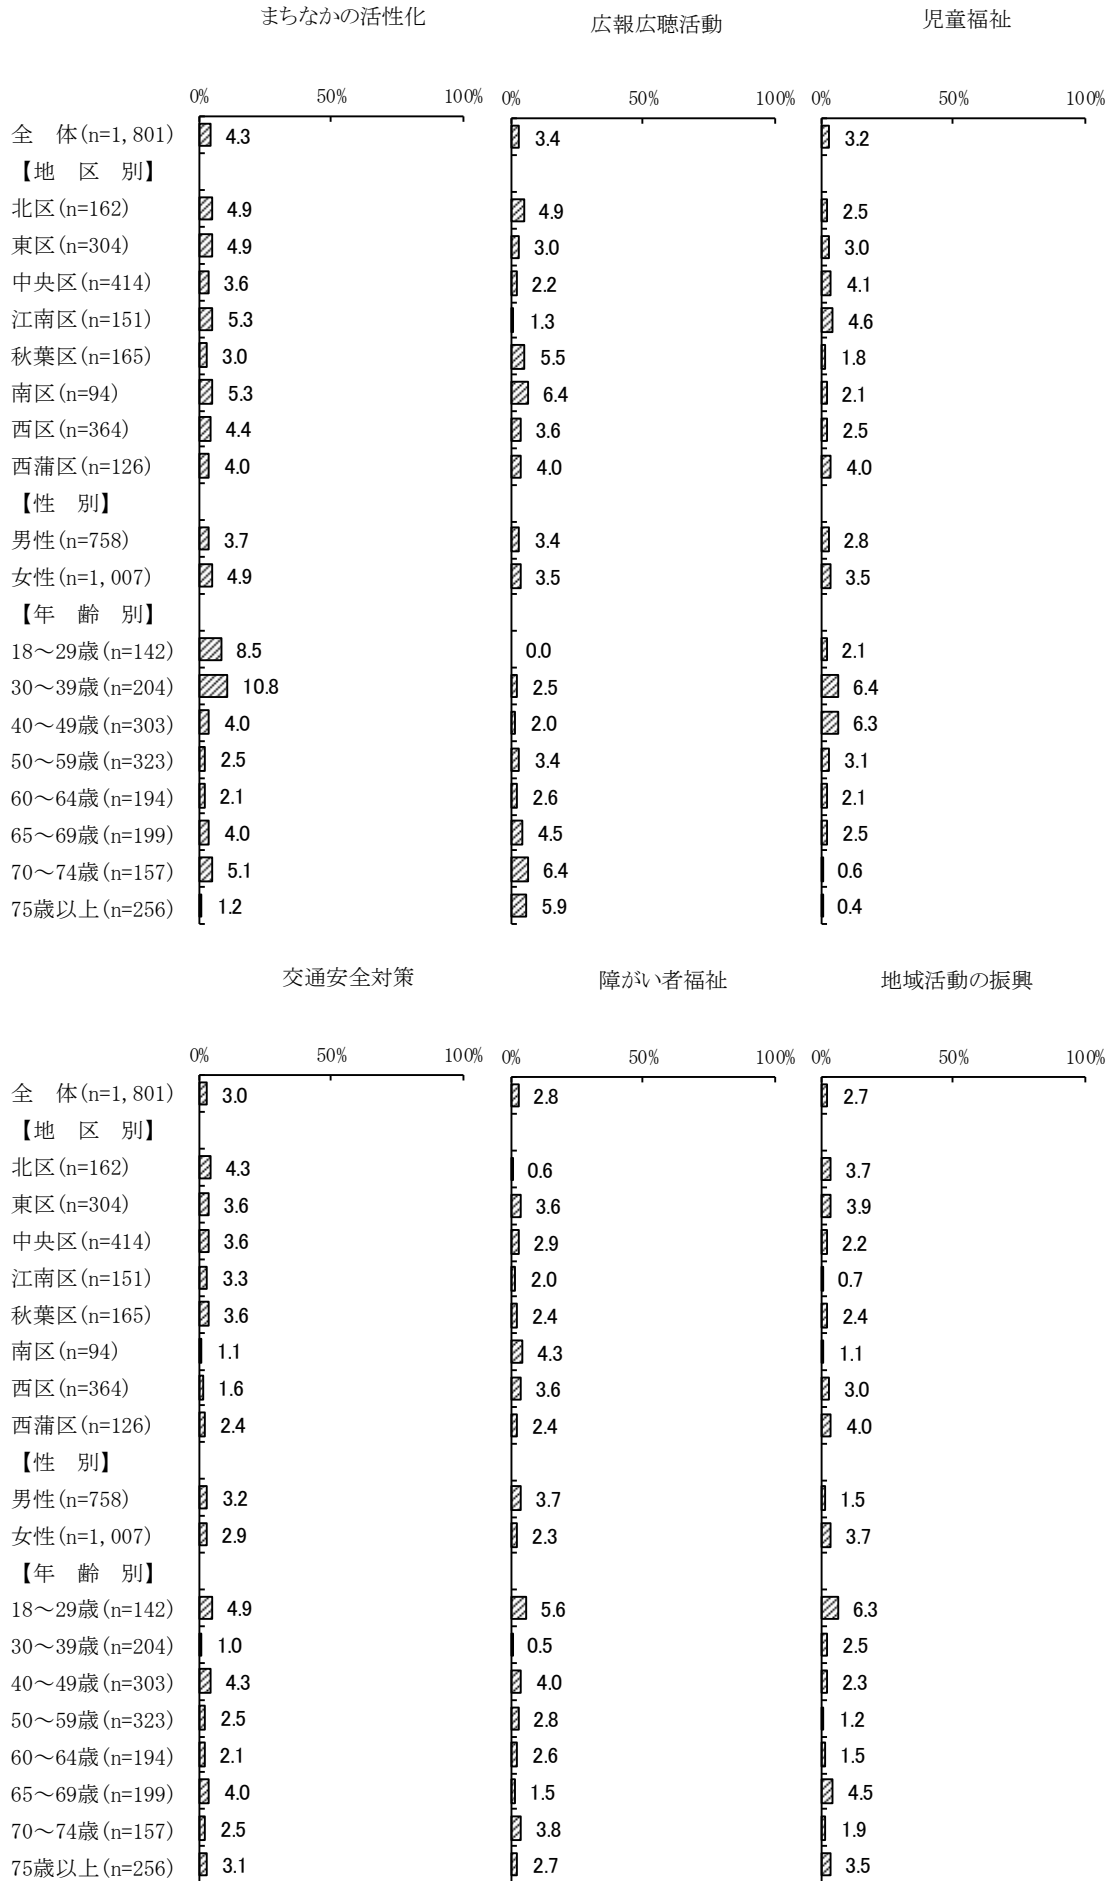 まちなかの活性化 広報広聴活動 児童福祉
0% 50% 100% 0% 50% 100% 0% 50% 100%
全　体(n=1,801) 4.3 3.4 3.2
【地　区　別】
北区(n=162) 4.9 4.9 2.5
東区(n=304) 4.9 3.0 3.0
中央区(n=414) 3.6 2.2 4.1
江南区(n=151) 5.3 1.3 4.6
秋葉区(n=165) 3.0 5.5 1.8
南区(n=94) 5.3 6.4 2.1
西区(n=364) 4.4 3.6 2.5
西蒲区(n=126) 4.0 4.0 4.0
【性　別】
男性(n=758) 3.7 3.4 2.8
女性(n=1,007) 4.9 3.5 3.5
【年　齢　別】
18～29歳(n=142) 8.5 0.0 2.1
30～39歳(n=204) 10.8 2.5 6.4
40～49歳(n=303) 4.0 2.0 6.3
50～59歳(n=323) 2.5 3.4 3.1
60～64歳(n=194) 2.1 2.6 2.1
65～69歳(n=199) 4.0 4.5 2.5
70～74歳(n=157) 5.1 6.4 0.6
75歳以上(n=256) 1.2 5.9 0.4
交通安全対策 障がい者福祉 地域活動の振興
0% 50% 100% 0% 50% 100% 0% 50% 100%
全　体(n=1,801) 3.0 2.8 2.7
【地　区　別】
北区(n=162) 4.3 0.6 3.7
東区(n=304) 3.6 3.6 3.9
中央区(n=414) 3.6 2.9 2.2
江南区(n=151) 3.3 2.0 0.7
秋葉区(n=165) 3.6 2.4 2.4
南区(n=94) 1.1 4.3 1.1
西区(n=364) 1.6 3.6 3.0
西蒲区(n=126) 2.4 2.4 4.0
【性　別】
男性(n=758) 3.2 3.7 1.5
女性(n=1,007) 2.9 2.3 3.7
【年　齢　別】
18～29歳(n=142) 4.9 5.6 6.3
30～39歳(n=204) 1.0 0.5 2.5
40～49歳(n=303) 4.3 4.0 2.3
50～59歳(n=323) 2.5 2.8 1.2
60～64歳(n=194) 2.1 2.6 1.5
65～69歳(n=199) 4.0 1.5 4.5
70～74歳(n=157) 2.5 3.8 1.9
75歳以上(n=256) 3.1 2.7 3.5